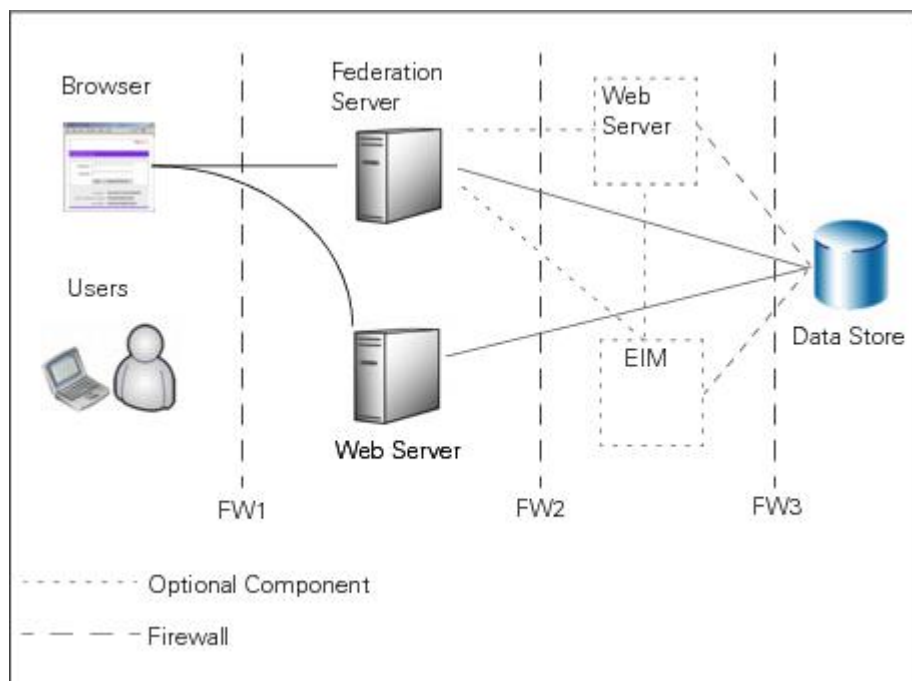 Browser
Federation
Server
Web
Server
Users
EIM
Data Store
Web Server
FW1
FW2
FW3
Optional Component
Firewall